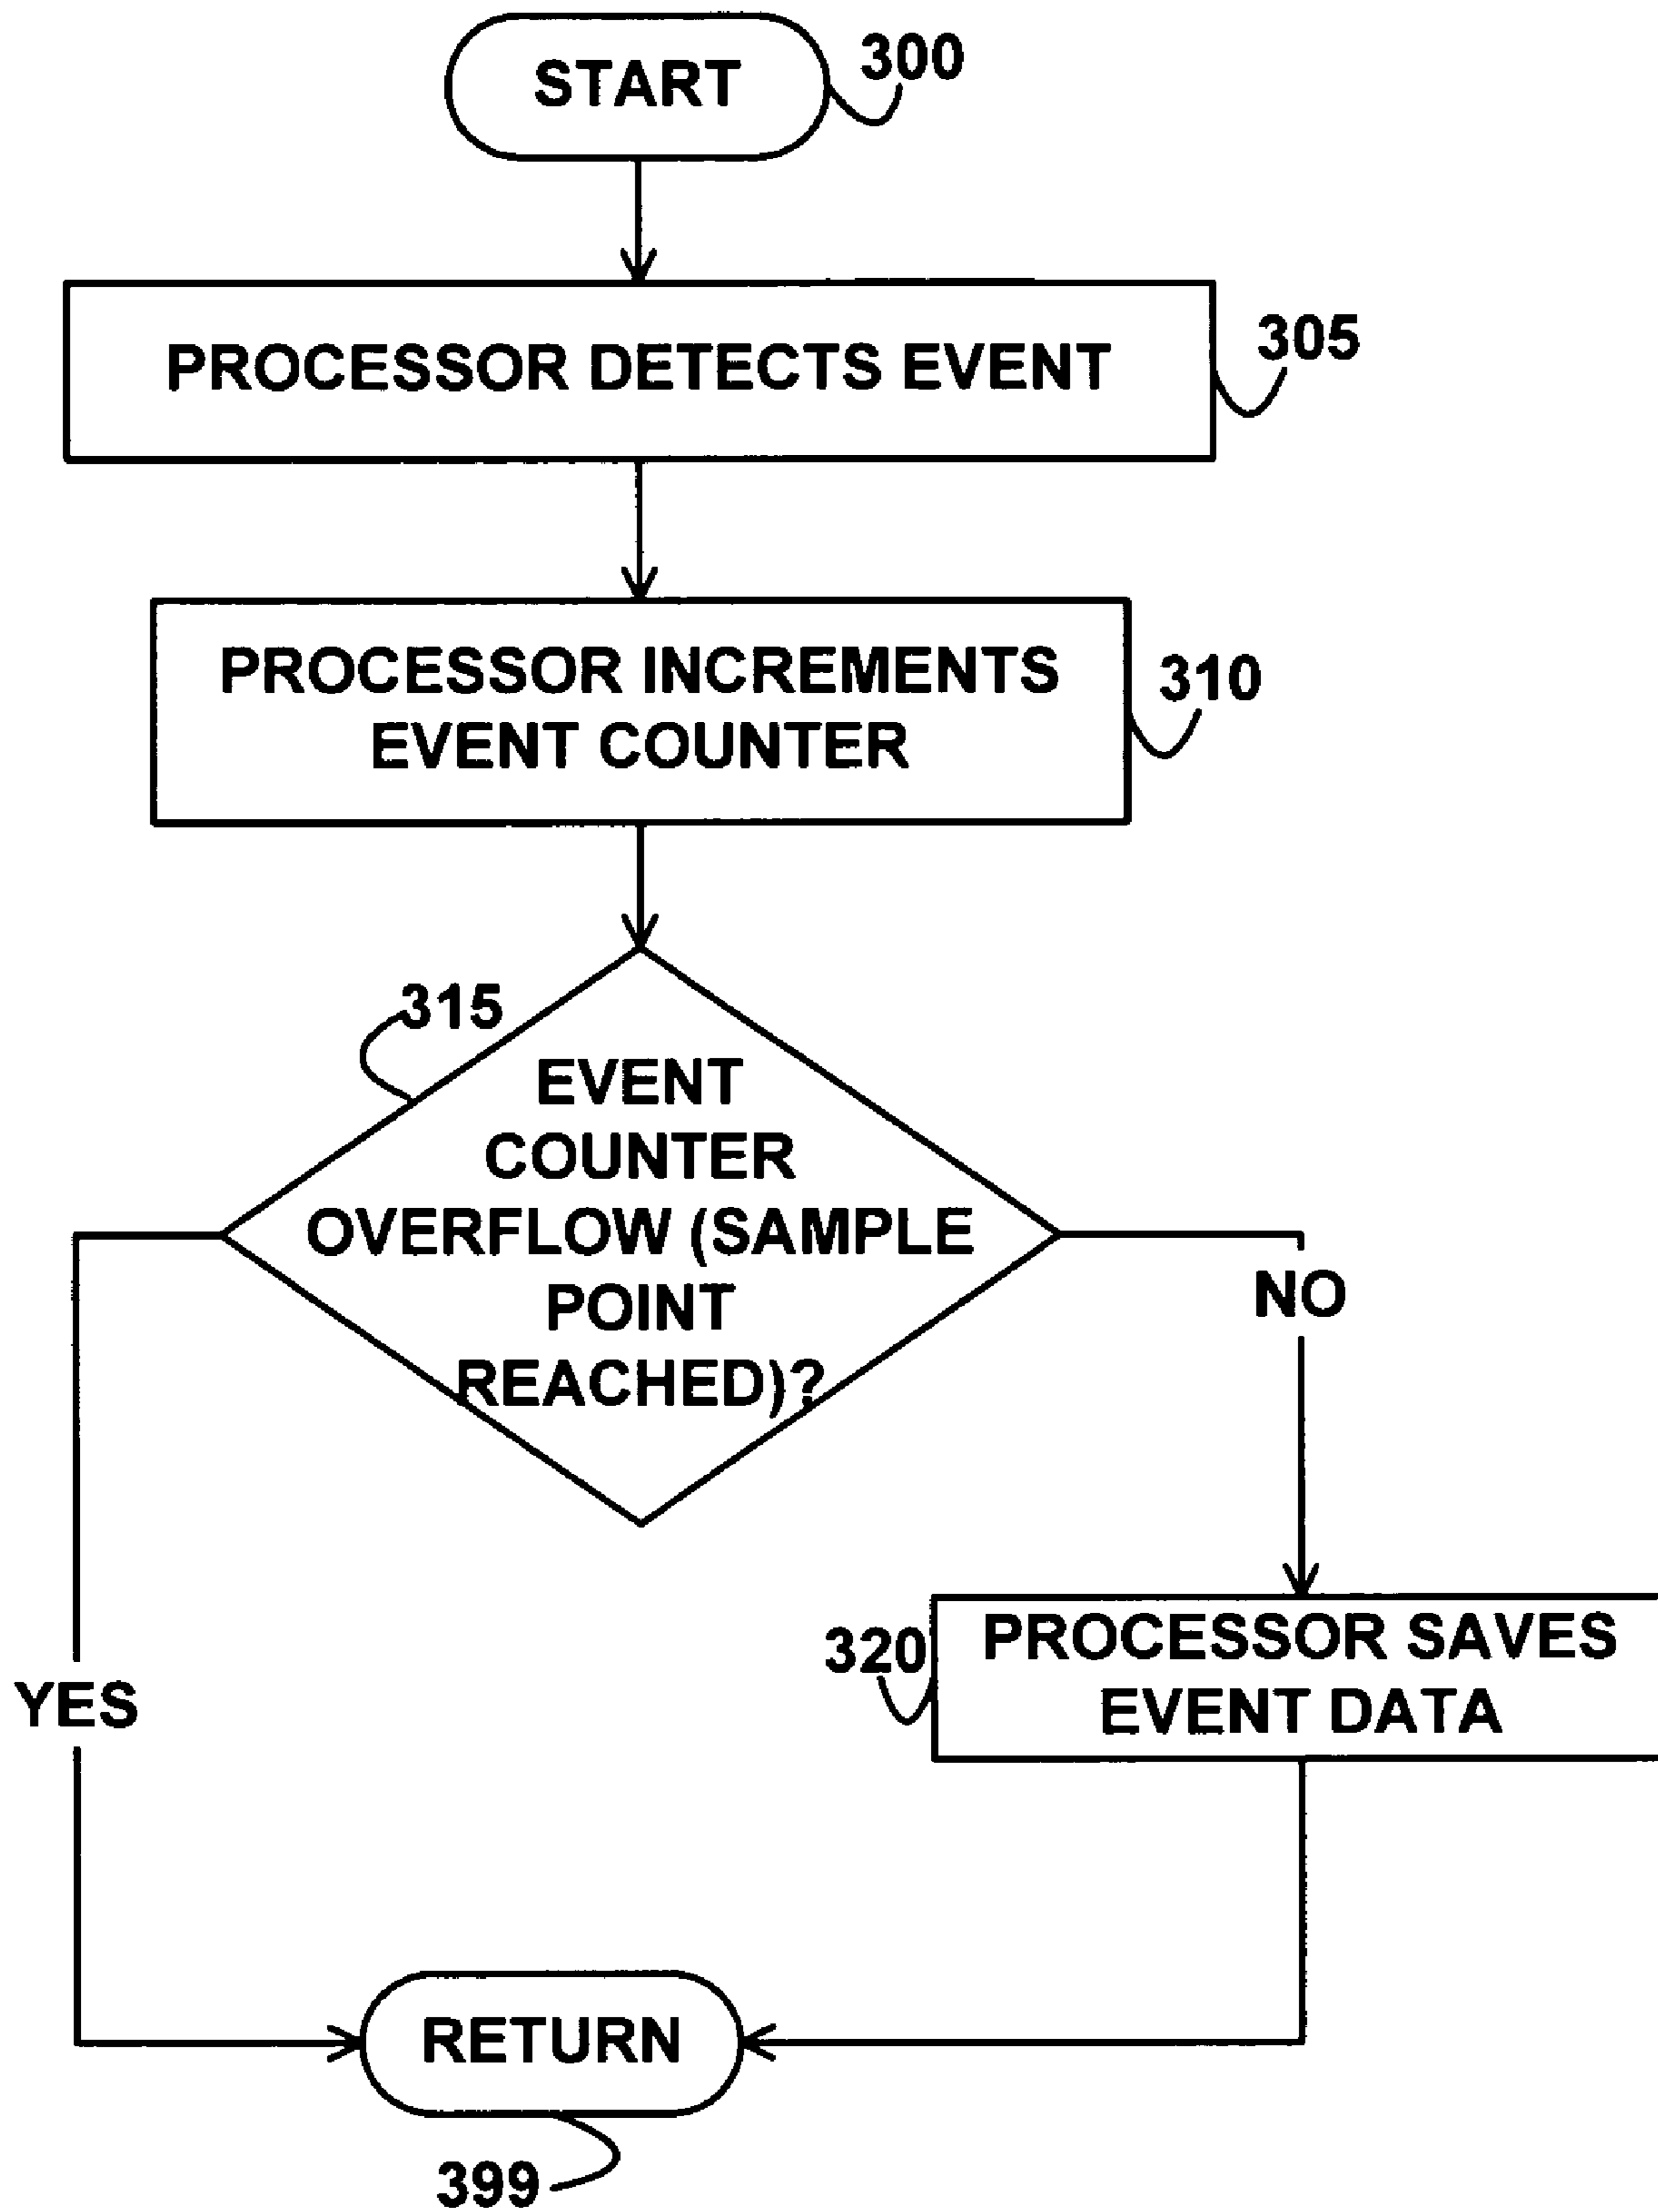 START
300
PROCESSOR DETECTS EVENT
305
PROCESSOR INCREMENTS
EVENT COUNTER
310
315
EVENT
COUNTER
OVERFLOW (SAMPLE
POINT
REACHED)?
NO
YES
320
PROCESSOR SAVES
EVENT DATA
RETURN
399